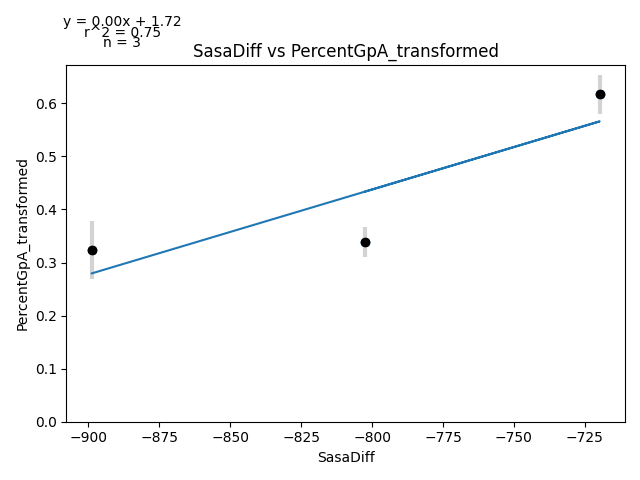 y = 0.00x + 1.72
r^2 = 0.75
n = 3
SasaDiff vs PercentGpA_transformed
0.6
0.5
0.4
0.3
0.2
0.1
0.0
PercentGpA_transformed
−900
−875
−850
−825
−800
−775
−750
−725
SasaDiff